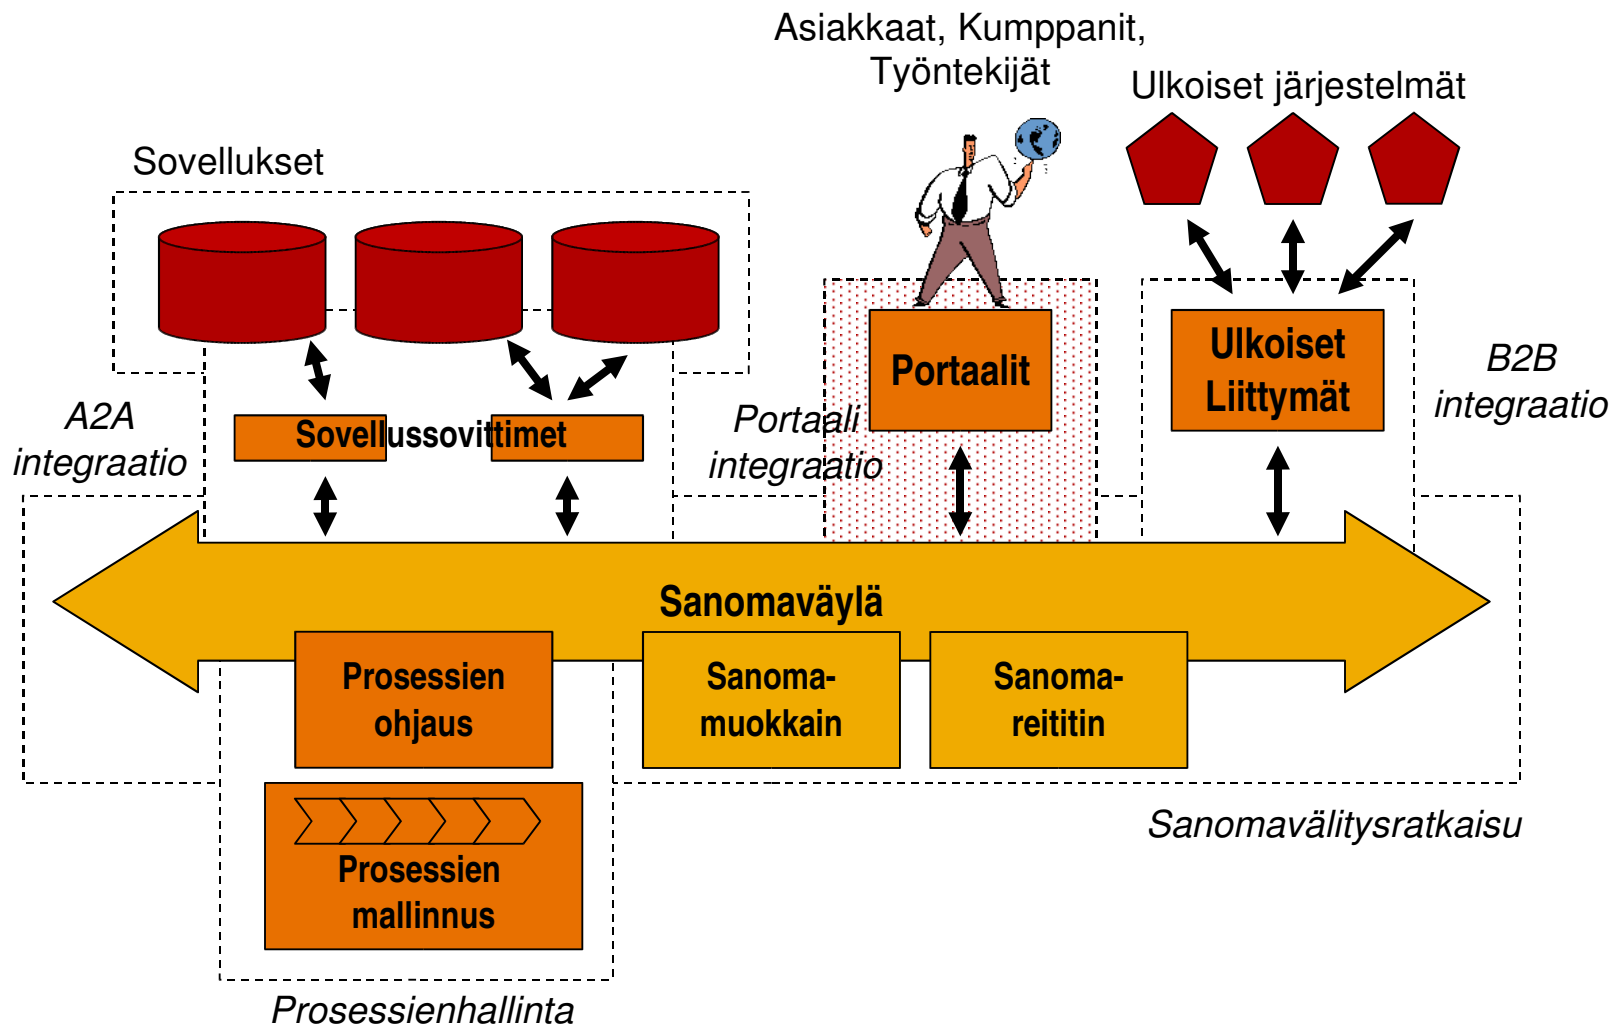 Asiakkaat, Kumppanit,
Työntekijät
Ulkoiset järjestelmät
Sovellukset
Portaalit
Ulkoiset
Liittymät
B2B
integraatio
A2A
integraatio
Sovellussovittimet
Portaali
integraatio
Sanomaväylä
Prosessien
ohjaus
Sanoma-
muokkain
Sanoma-
reititin
Sanomavälitysratkaisu
Prosessien
mallinnus
Prosessienhallinta